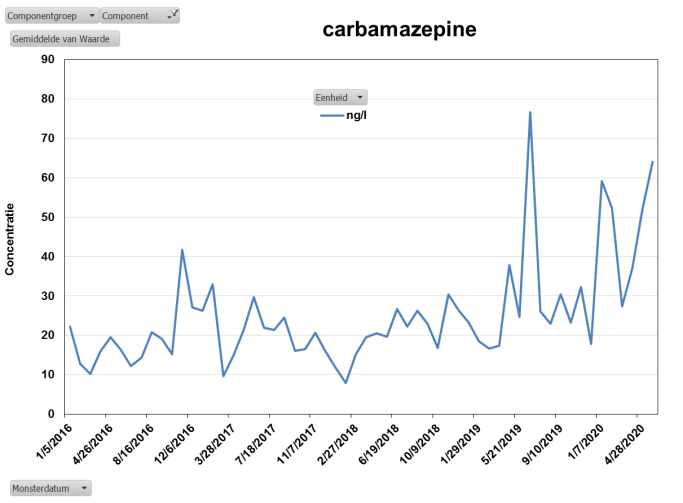 Componentgroep Component
carbamazepine
Gemiddelde van Waarde
90
80
70
60
50
40
30
20
10
0
Concentratie
Eenheid
ng/l
1/5/2016 4/26/2016 8/16/2016 12/6/2016 3/28/2017 7/18/2017 11/7/2017 2/27/2018 6/19/2018 10/9/2018 1/29/2019 5/21/2019 9/10/2019 1/7/2020 4/28/2020
Monsterdatum